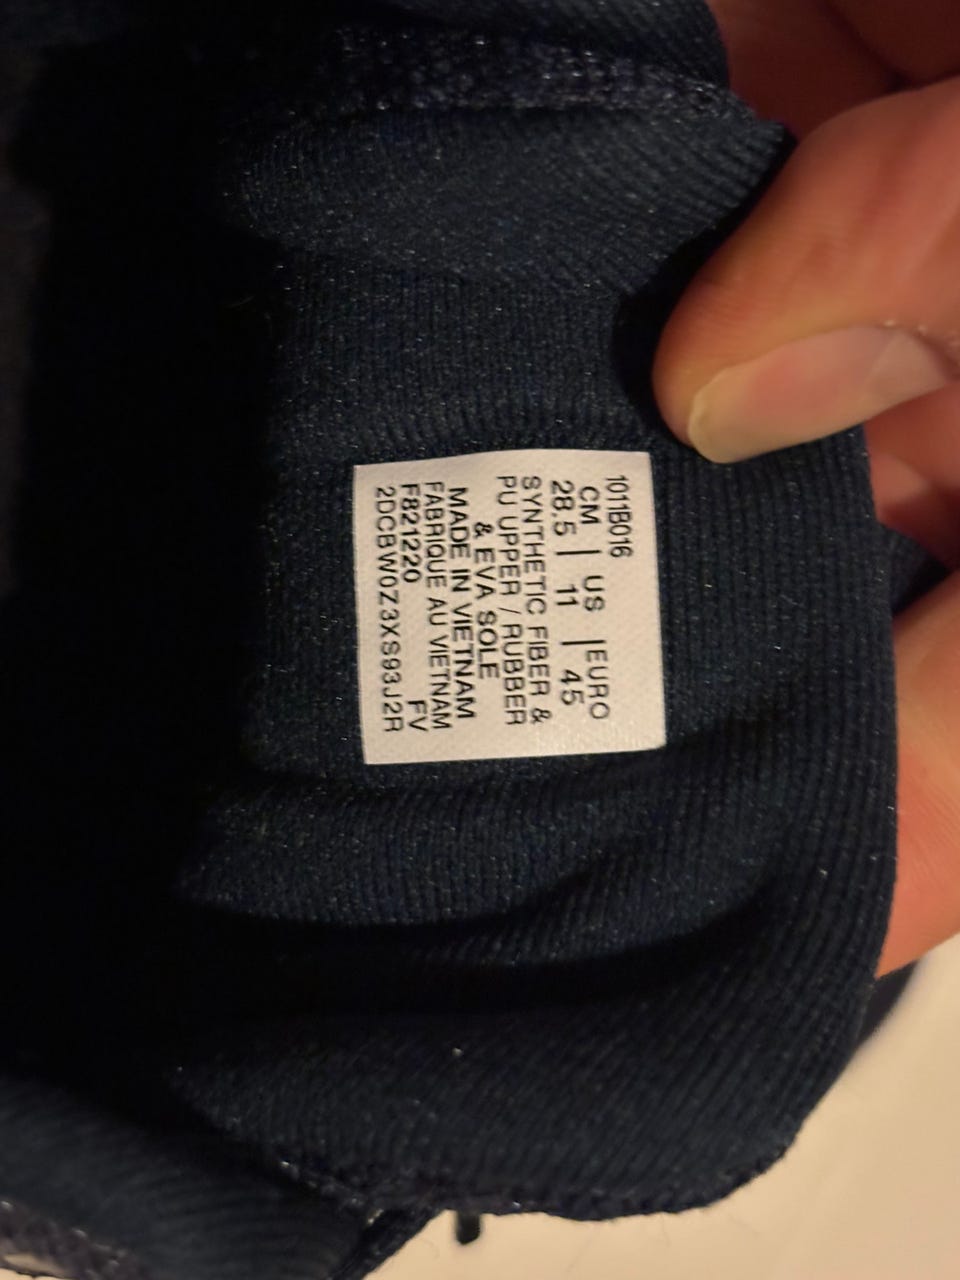 1011B016
CM | US | EURO
28.5 | 11 | 45
SYNTHETIC FIBER &
PU UPPER / RUBBER
& EVA SOLE
MADE IN VIETNAM
FABRIQUE AU VIETNAM
F821220 FV
2DCBW0Z3XS93J2R